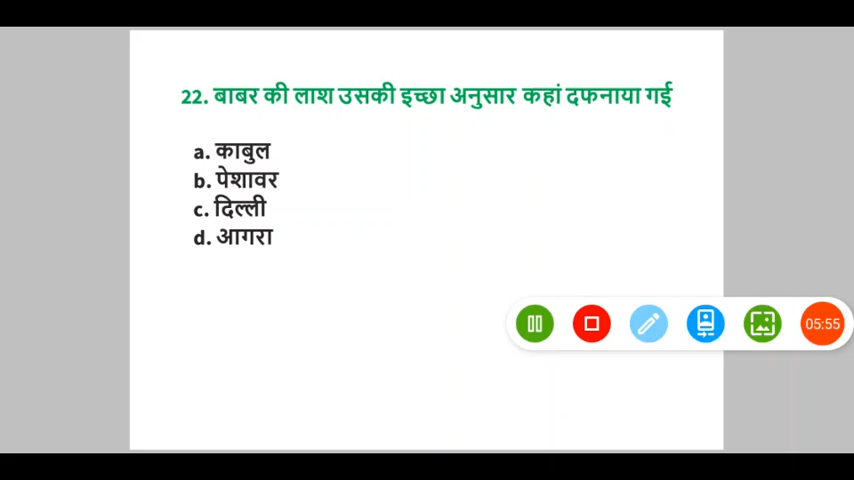 22. बाबर की लाश उसकी इच्छा अनुसार कहां दफनाया गई
a. काबुल
b. पेशावर
c. दिल्ली
d. आगरा
05:55